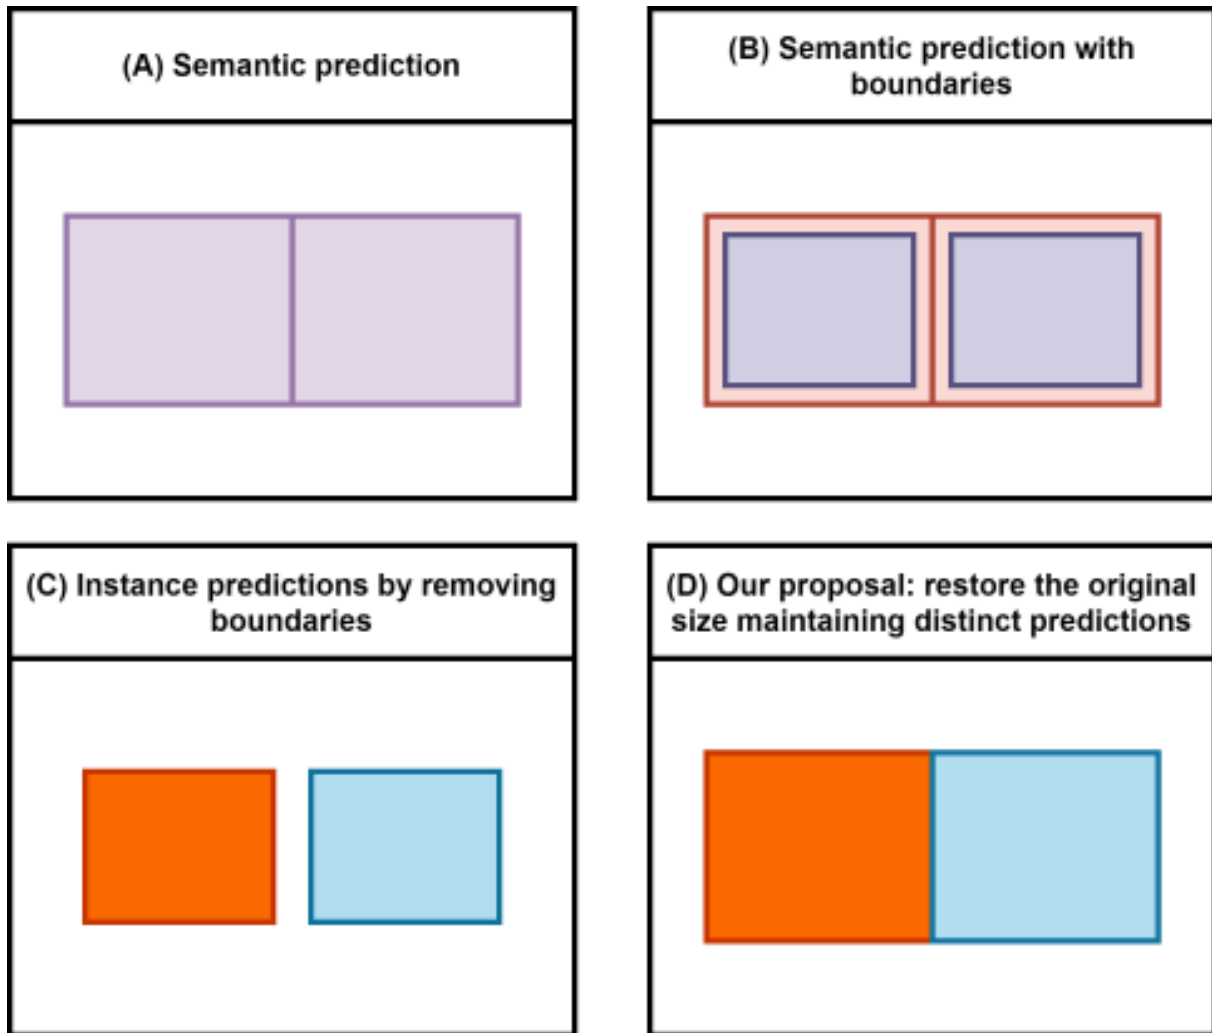 (A) Semantic prediction
(B) Semantic prediction with
boundaries
(C) Instance predictions by removing
boundaries
(D) Our proposal: restore the original
size maintaining distinct predictions